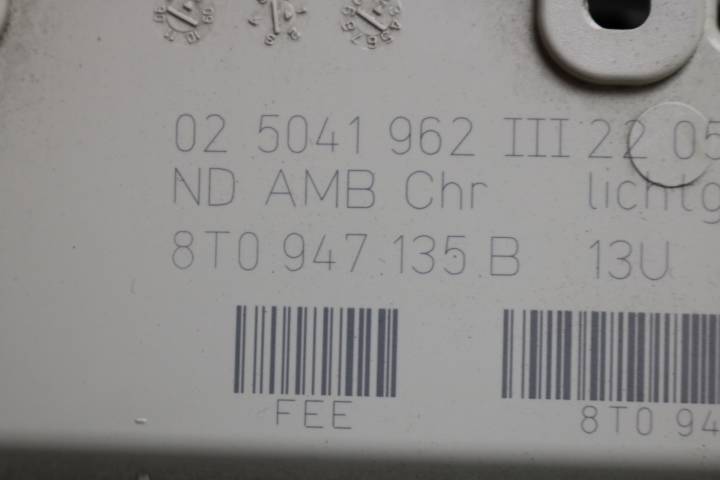 02 5041 962 III 22 05
ND AMB Chr lichtg
8T0 947 135 B 13U
FEE
8T0 94